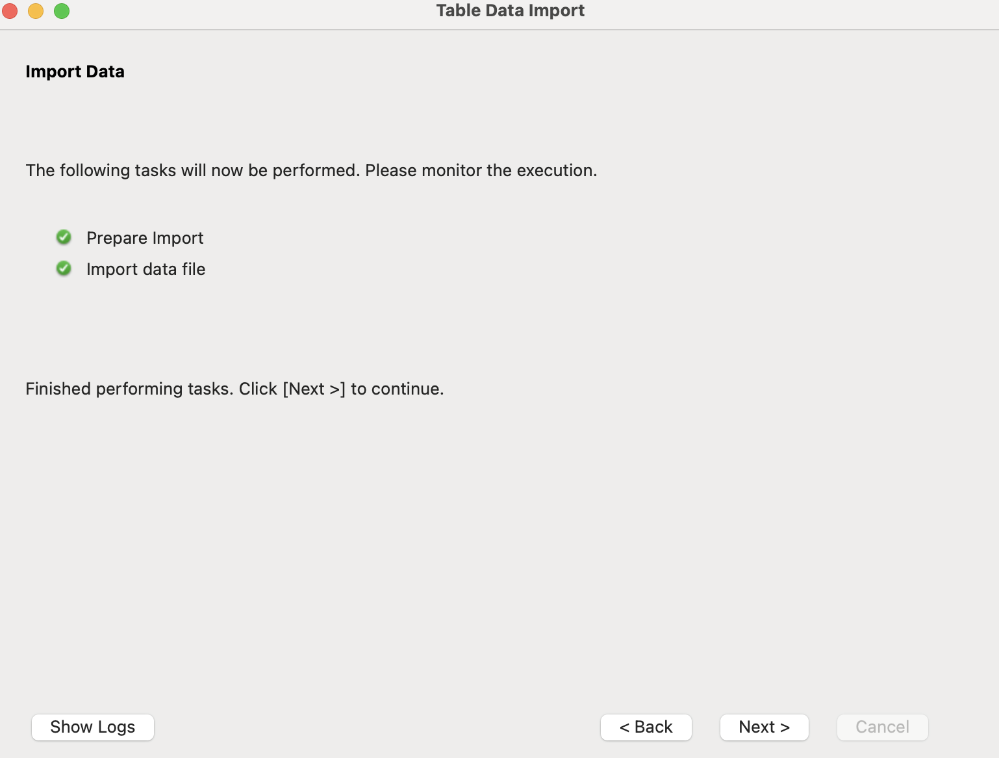 Table Data Import
Import Data
The following tasks will now be performed. Please monitor the execution.
Prepare Import
Import data file
Finished performing tasks. Click [Next >] to continue.
Show Logs
< Back
Next >
Cancel